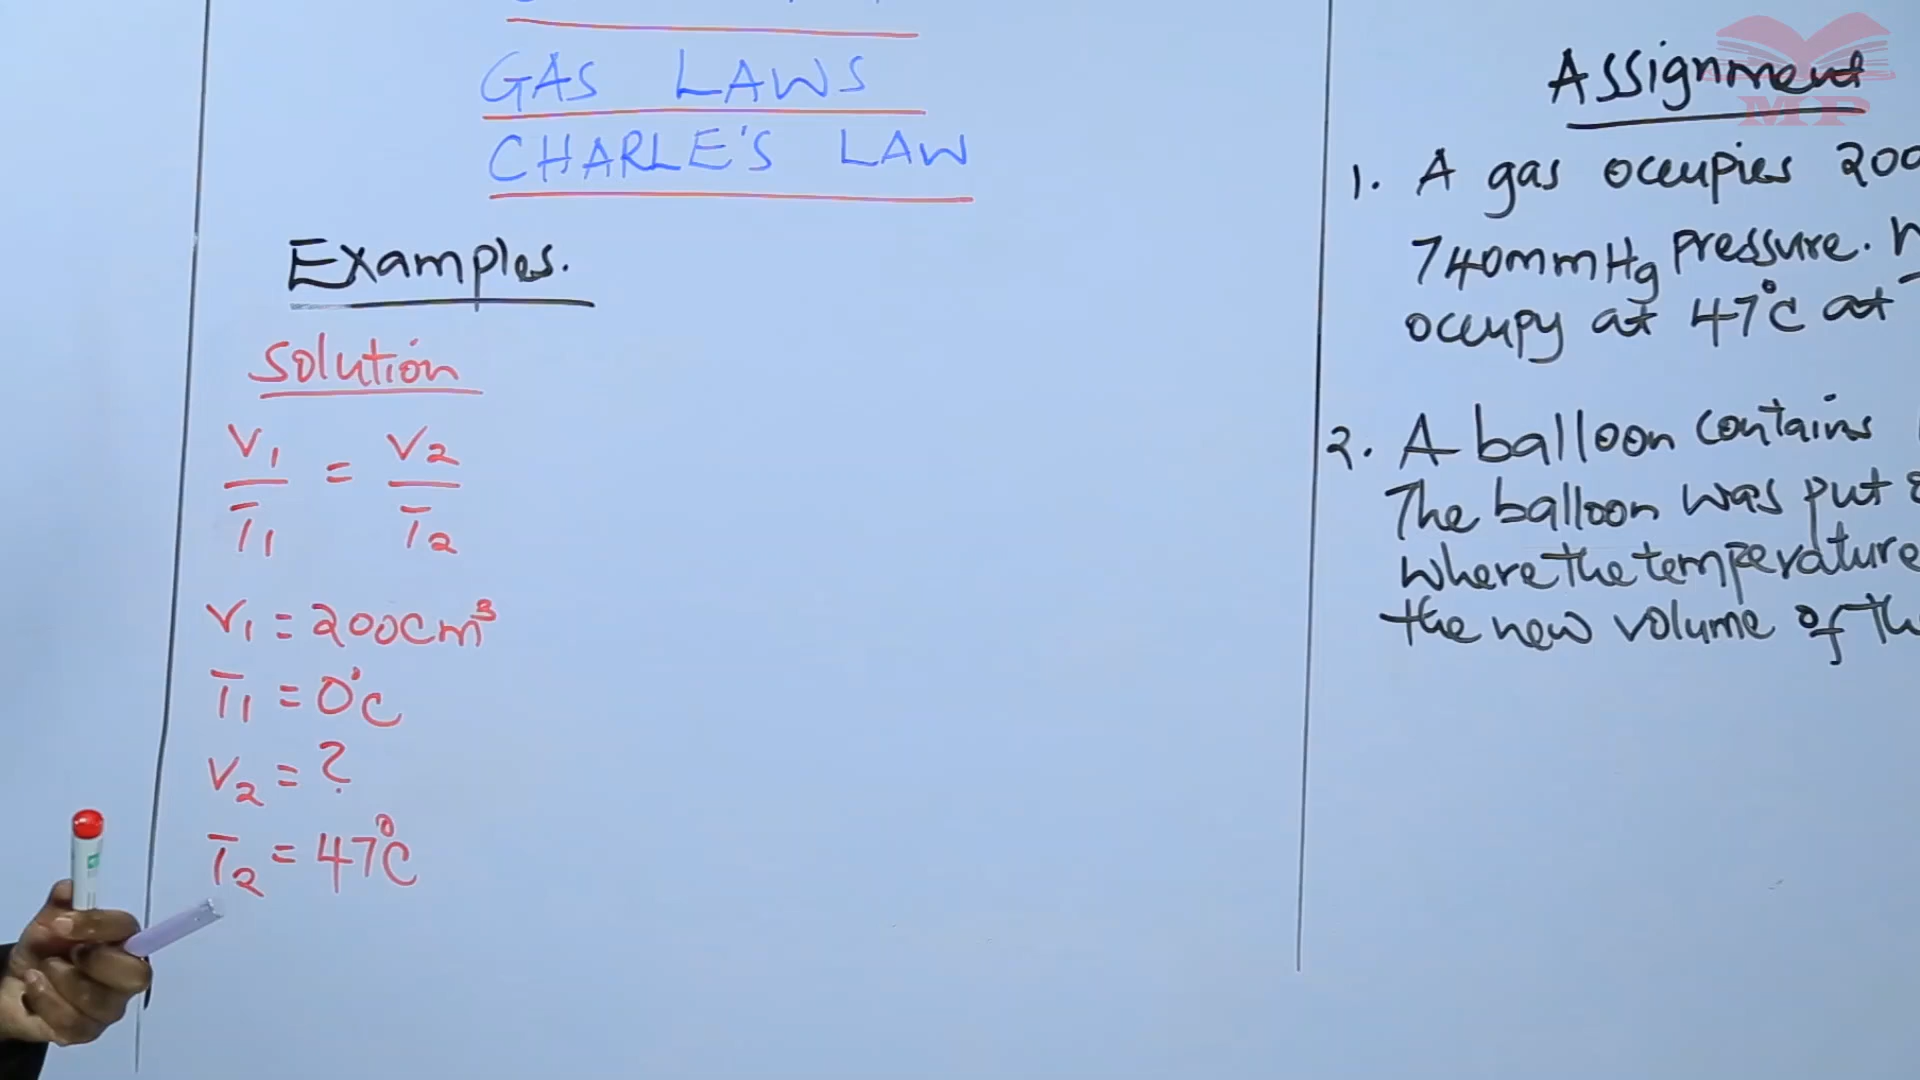 GAS LAWS
CHARLE'S LAW
Examples.
Solution
V1/T1 = V2/T2
V1 = 200cm³
T1 = 0°C
V2 = ?
T2 = 47°C
Assignment
1. A gas occupies 200
740mmHg pressure.
occupy at 47°C at
2. A balloon contains
The balloon was put
where the temperature
the new volume of
MP